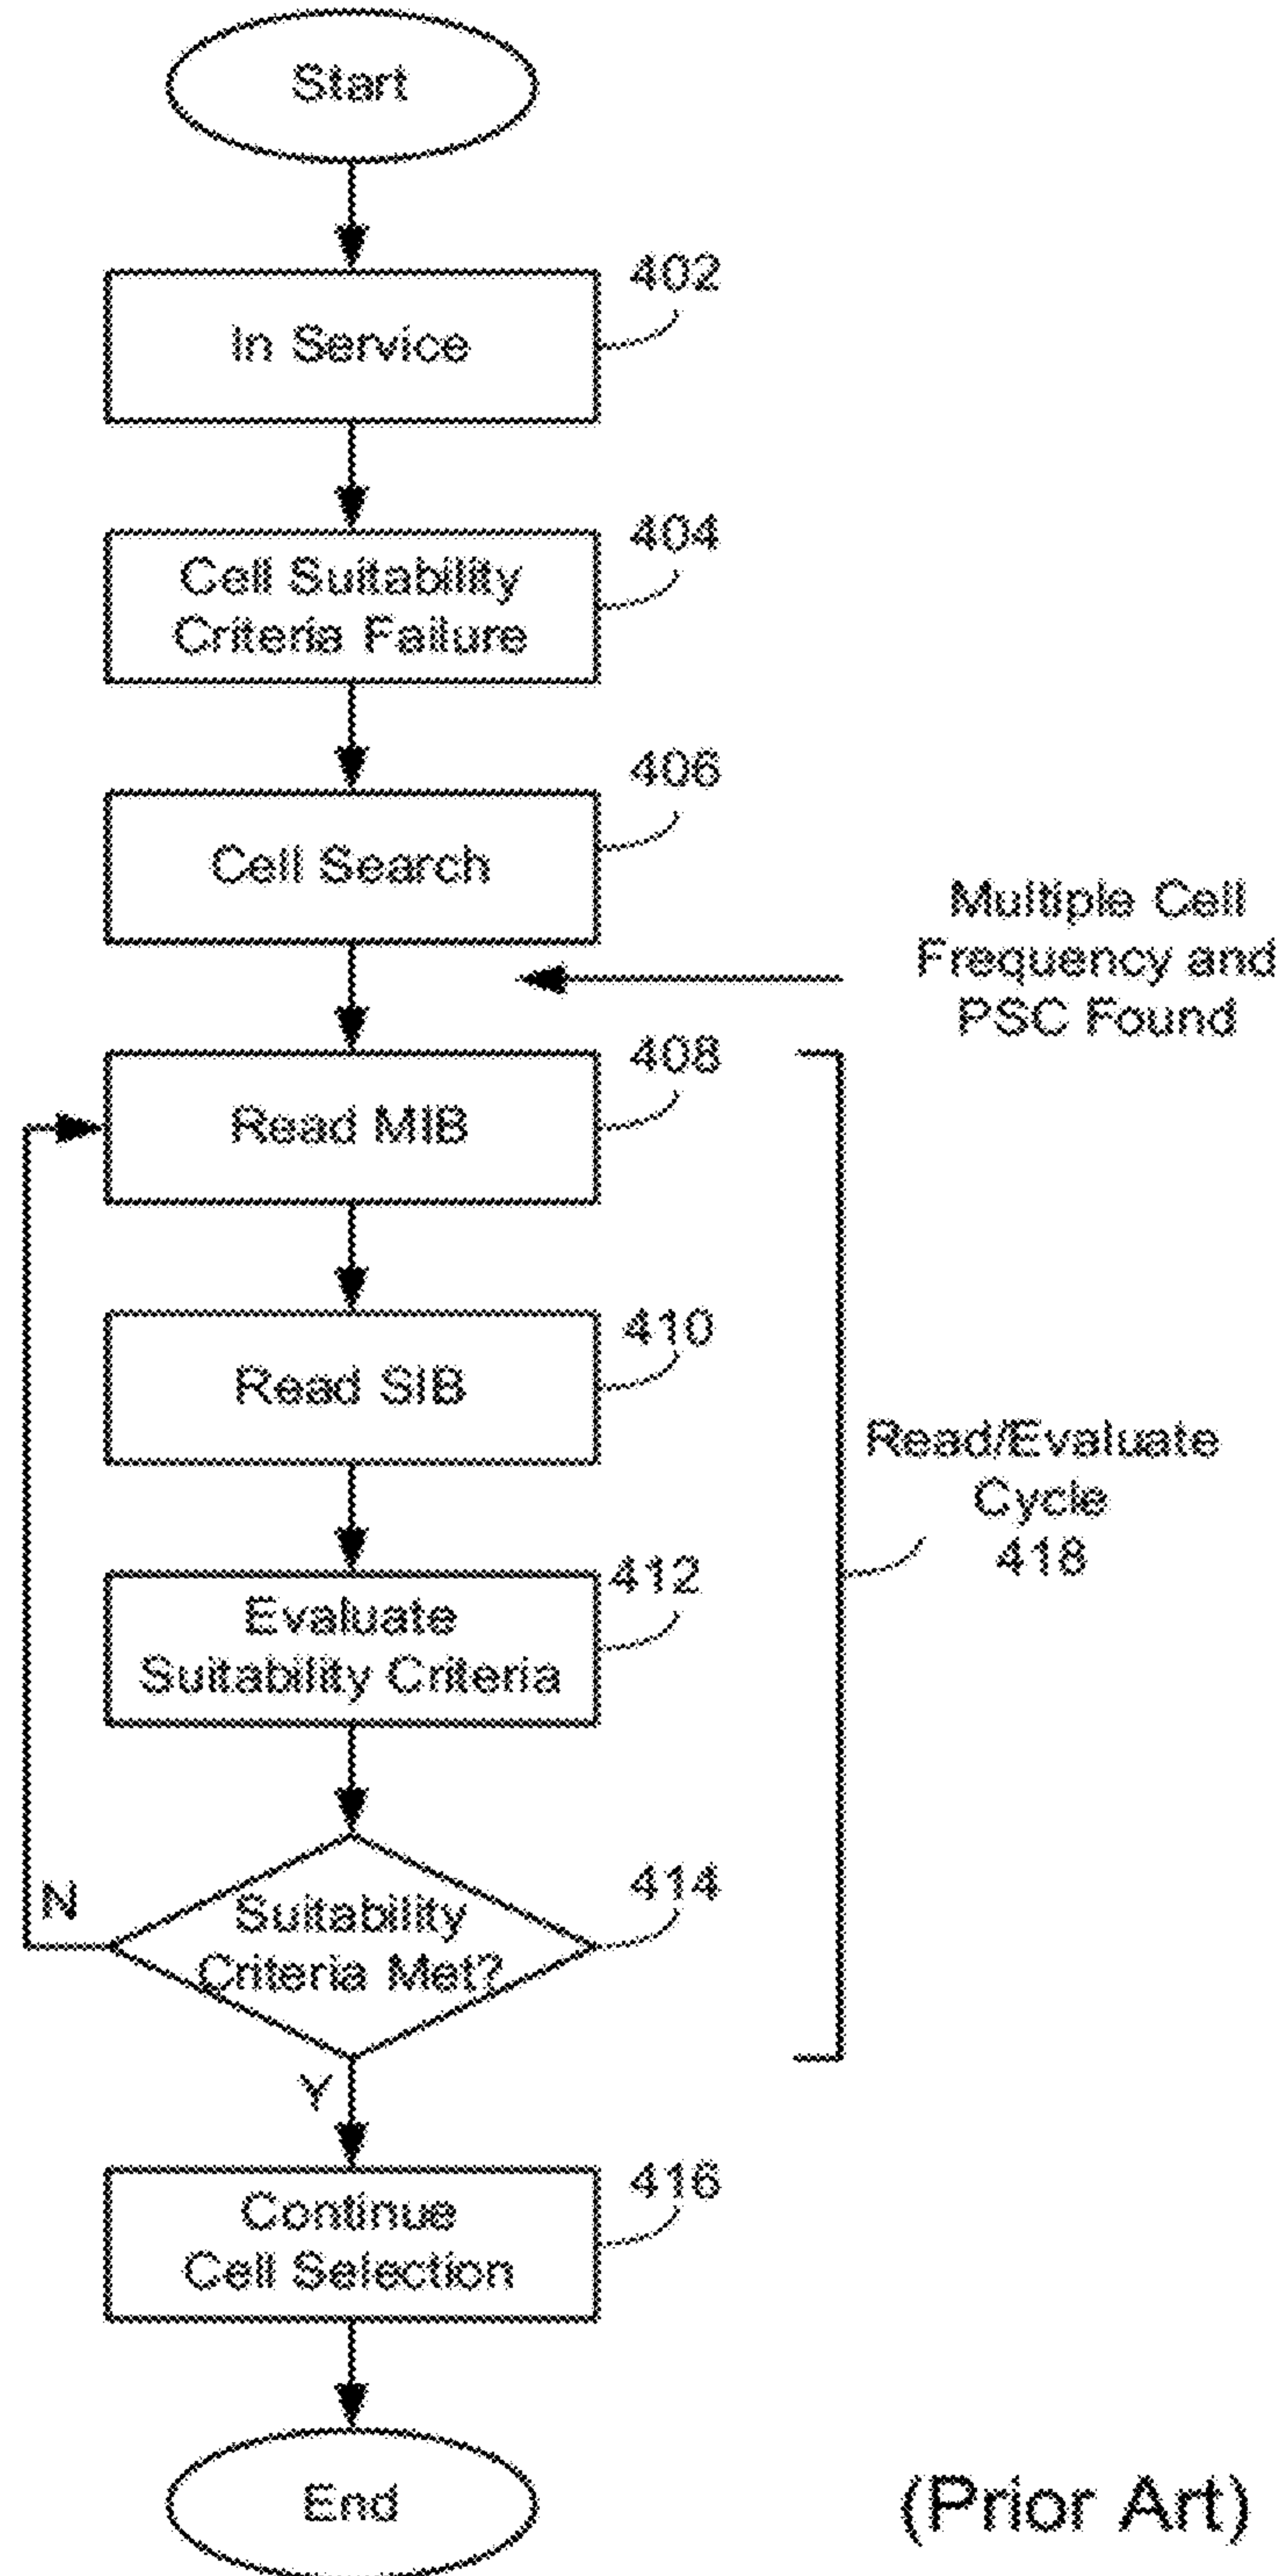 Start
402
In Service
404
Cell Suitability
Criteria Failure
406
Cell Search
Multiple Cell
Frequency and
PSC Found
408
Read MIB
410
Read SIB
Read/Evaluate
Cycle
418
412
Evaluate
Suitability Criteria
N
414
Suitability
Criteria Met?
Y
416
Continue
Cell Selection
End
(Prior Art)